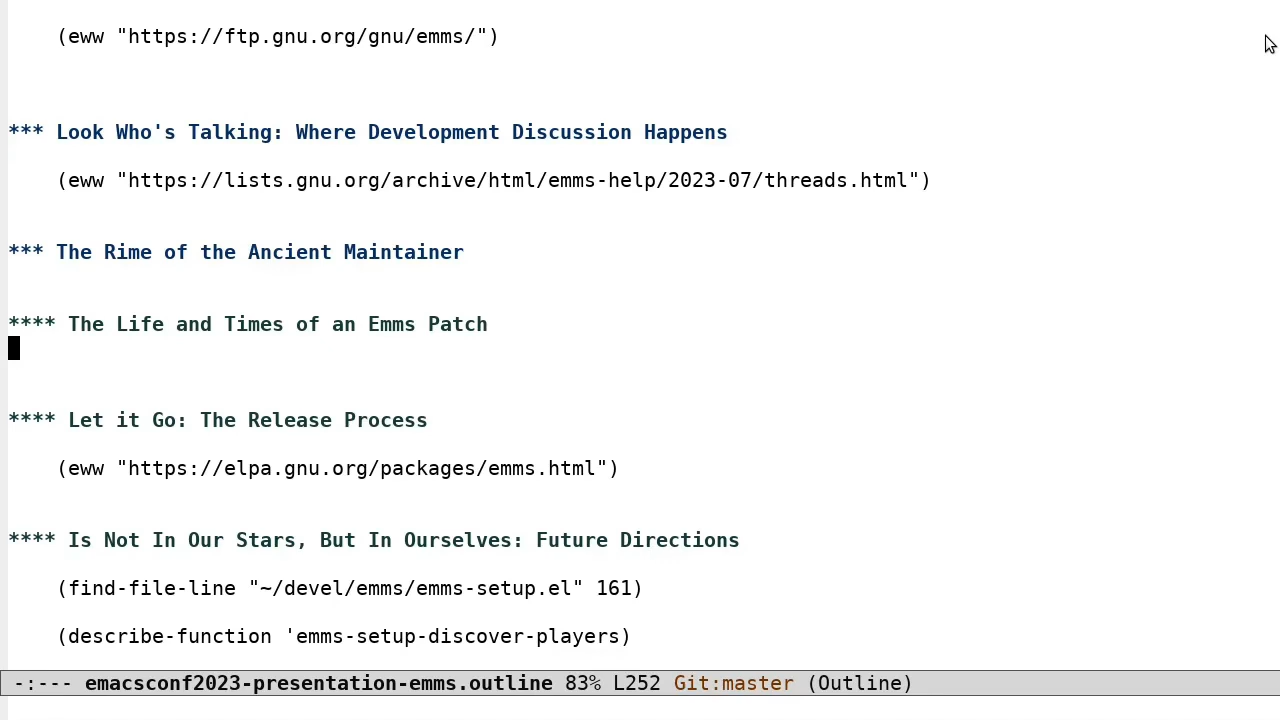 (eww "https://ftp.gnu.org/gnu/emms/")
*** Look Who's Talking: Where Development Discussion Happens
(eww "https://lists.gnu.org/archive/html/emms-help/2023-07/threads.html")
*** The Rime of the Ancient Maintainer
**** The Life and Times of an Emms Patch
**** Let it Go: The Release Process
(eww "https://elpa.gnu.org/packages/emms.html")
**** Is Not In Our Stars, But In Ourselves: Future Directions
(find-file-line "~/devel/emms/emms-setup.el" 161)
(describe-function 'emms-setup-discover-players)
-:--- emacsconf2023-presentation-emms.outline 83% L252 Git:master (Outline)